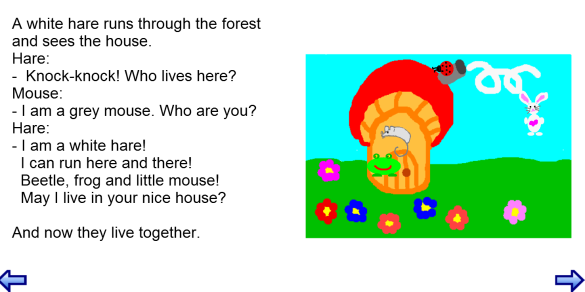 A white hare runs through the forest
and sees the house.
Hare:
-  Knock-knock! Who lives here?
Mouse:
- I am a grey mouse. Who are you?
Hare:
- I am a white hare!
I can run here and there!
Beetle, frog and little mouse!
May I live in your nice house?
And now they live together.